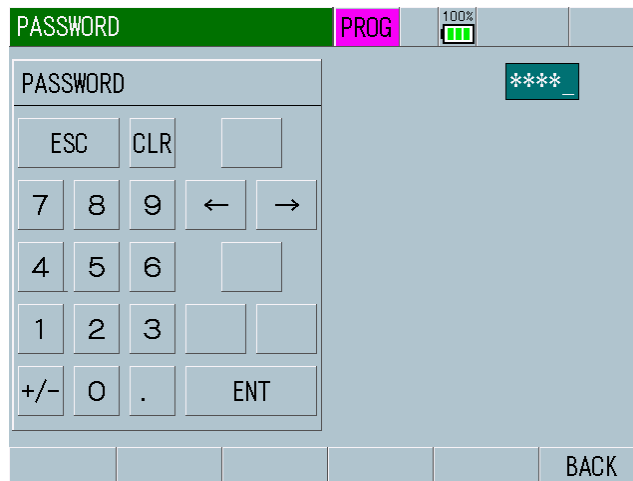 PASSWORD PROG 100%
PASSWORD ****_
ESC CLR
7 8 9 ← →
4 5 6
1 2 3
+/- 0 . ENT
BACK